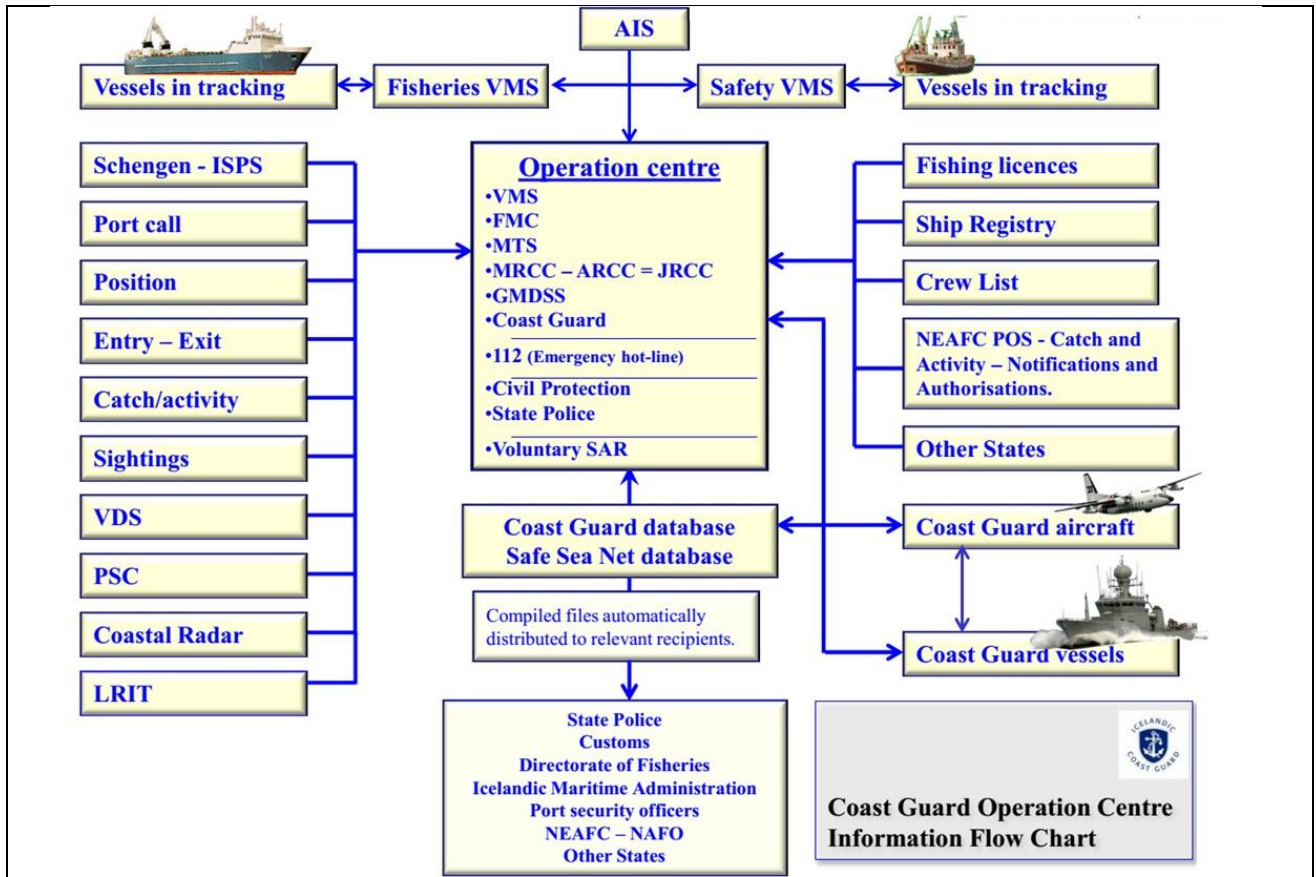 AIS
Vessels in tracking
Fisheries VMS
Safety VMS
Vessels in tracking
Schengen - ISPS
Port call
Position
Entry – Exit
Catch/activity
Sightings
VDS
PSC
Coastal Radar
LRIT
Operation centre
•VMS
•FMC
•MTS
•MRCC – ARCC = JRCC
•GMDSS
•Coast Guard
•112 (Emergency hot-line)
•Civil Protection
•State Police
•Voluntary SAR
Fishing licences
Ship Registry
Crew List
NEAFC POS - Catch and
Activity – Notifications and
Authorisations.
Other States
Coast Guard database
Safe Sea Net database
Coast Guard aircraft
Compiled files automatically
distributed to relevant recipients.
Coast Guard vessels
State Police
Customs
Directorate of Fisheries
Icelandic Maritime Administration
Port security officers
NEAFC – NAFO
Other States
ICELANDIC
COAST GUARD
Coast Guard Operation Centre
Information Flow Chart